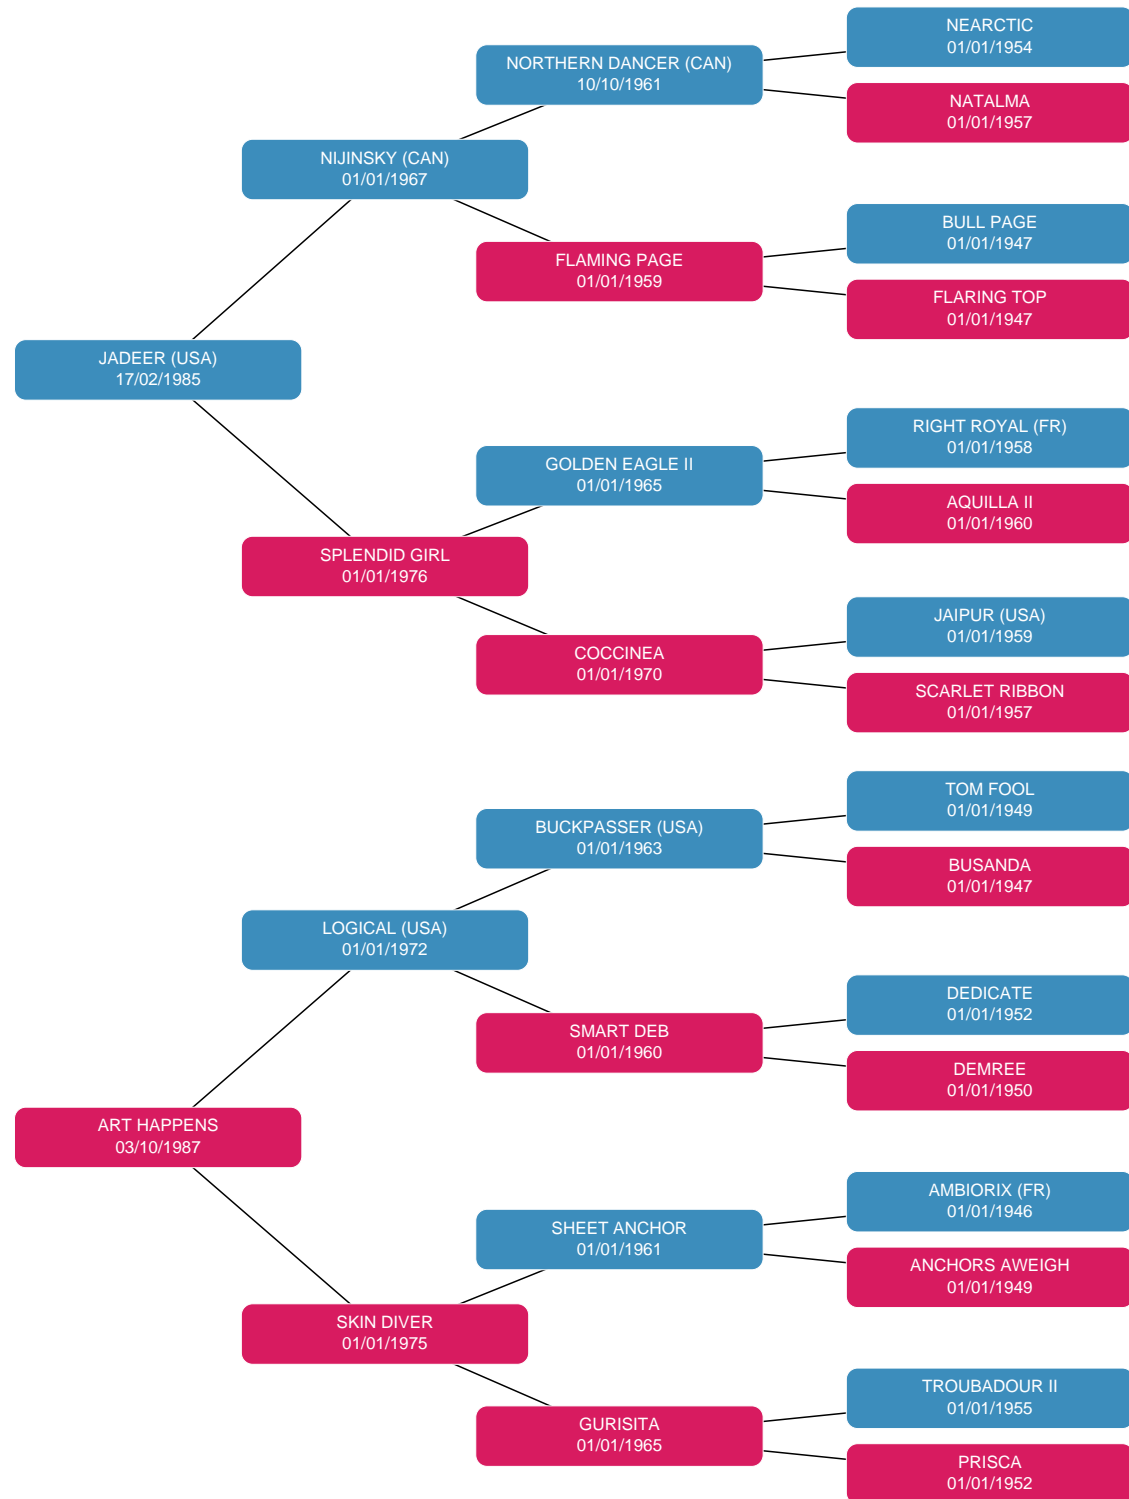 NEARCTIC
01/01/1954
NORTHERN DANCER (CAN)
10/10/1961
NATALMA
01/01/1957
NIJINSKY (CAN)
01/01/1967
BULL PAGE
01/01/1947
FLAMING PAGE
01/01/1959
FLARING TOP
01/01/1947
JADEER (USA)
17/02/1985
RIGHT ROYAL (FR)
01/01/1958
GOLDEN EAGLE II
01/01/1965
AQUILLA II
01/01/1960
SPLENDID GIRL
01/01/1976
JAIPUR (USA)
01/01/1959
COCCINEA
01/01/1970
SCARLET RIBBON
01/01/1957
TOM FOOL
01/01/1949
BUCKPASSER (USA)
01/01/1963
BUSANDA
01/01/1947
LOGICAL (USA)
01/01/1972
DEDICATE
01/01/1952
SMART DEB
01/01/1960
DEMREE
01/01/1950
ART HAPPENS
03/10/1987
AMBIORIX (FR)
01/01/1946
SHEET ANCHOR
01/01/1961
ANCHORS AWEIGH
01/01/1949
SKIN DIVER
01/01/1975
TROUBADOUR II
01/01/1955
GURISITA
01/01/1965
PRISCA
01/01/1952